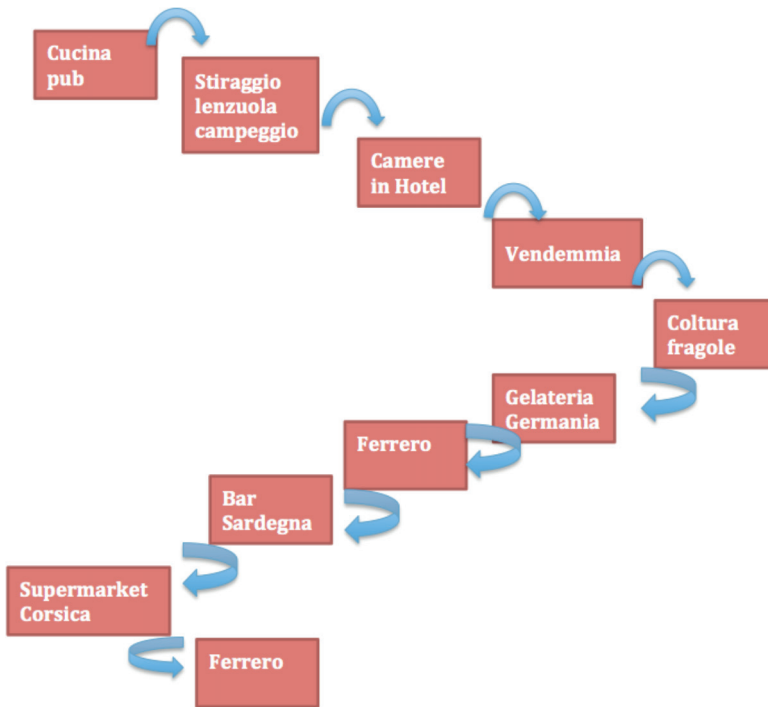 Cucina
pub
Stiraggio
lenzuola
campeggio
Camere
in Hotel
Vendemmia
Coltura
fragole
Gelateria
Germania
Ferrero
Bar
Sardegna
Supermarket
Corsica
Ferrero